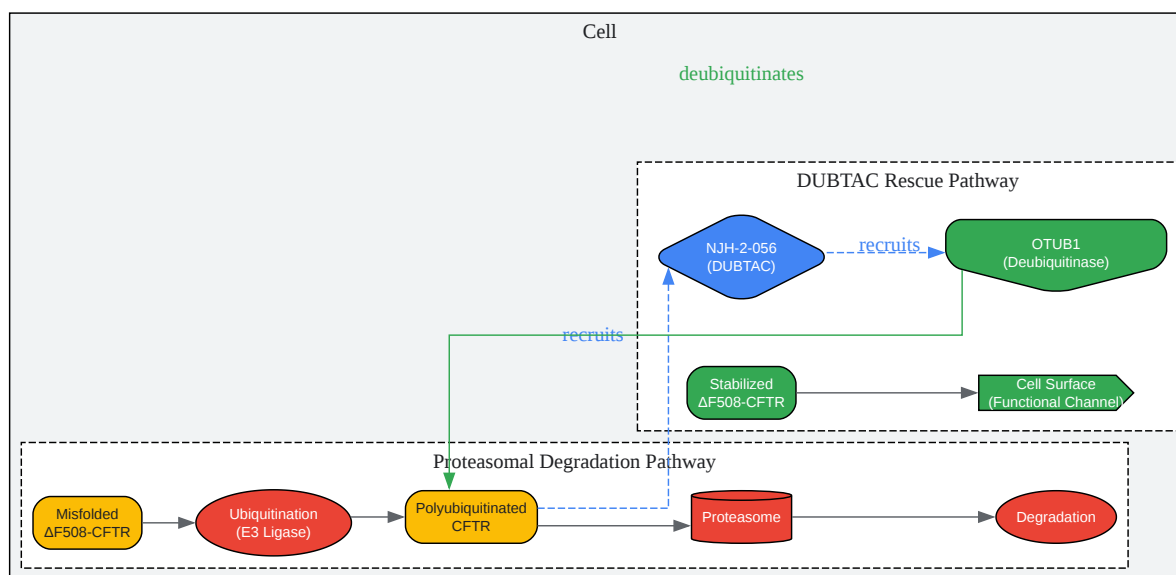 Cell
deubiquitinates
DUBTAC Rescue Pathway
NJH-2-056
(DUBTAC)
recruits
OTUB1
(Deubiquitinase)
recruits
Stabilized
ΔF508-CFTR
Cell Surface
(Functional Channel)
Proteasomal Degradation Pathway
Misfolded
ΔF508-CFTR
Ubiquitination
(E3 Ligase)
Polyubiquitinated
CFTR
Proteasome
Degradation